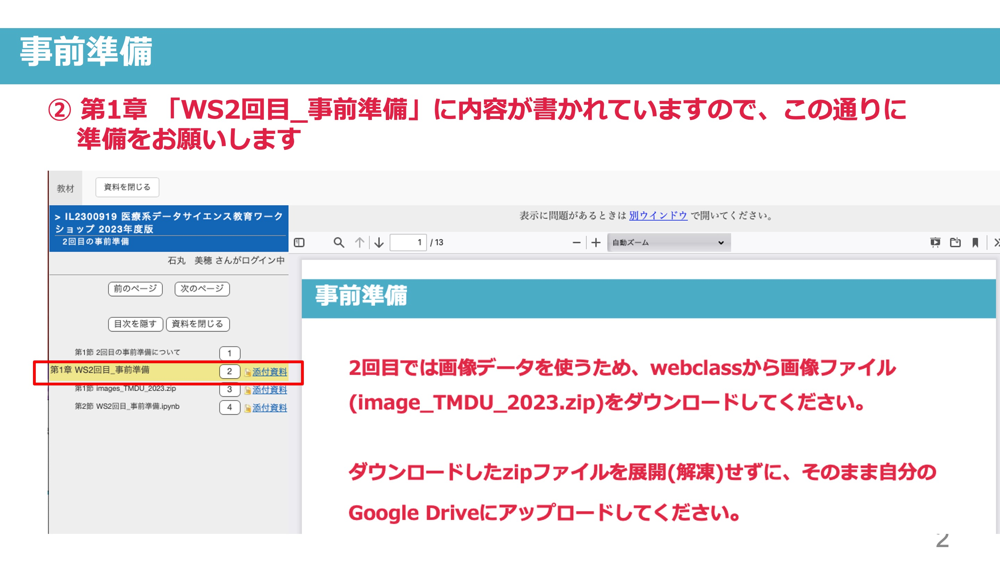 事前準備
② 第1章 「WS2回目_事前準備」に内容が書かれていますので、この通りに
準備をお願いします
教材
資料を閉じる
> IL2300919 医療系データサイエンス教育ワーク
ショップ 2023年度版
2回目の事前準備
石丸　美穂 さんがログイン中
前のページ 次のページ
目次を隠す 資料を閉じる
第1節 2回目の事前準備について 1
第1章 WS2回目_事前準備 2 添付資料
第1節 images_TMDU_2023.zip 3 添付資料
第2節 WS2回目_事前準備.ipynb 4 添付資料
表示に問題があるときは 別ウインドウ で開いてください。
1 / 13 自動ズーム
事前準備
2回目では画像データを使うため、webclassから画像ファイル
(image_TMDU_2023.zip)をダウンロードしてください。
ダウンロードしたzipファイルを展開(解凍)せずに、そのまま自分の
Google Driveにアップロードしてください。
2